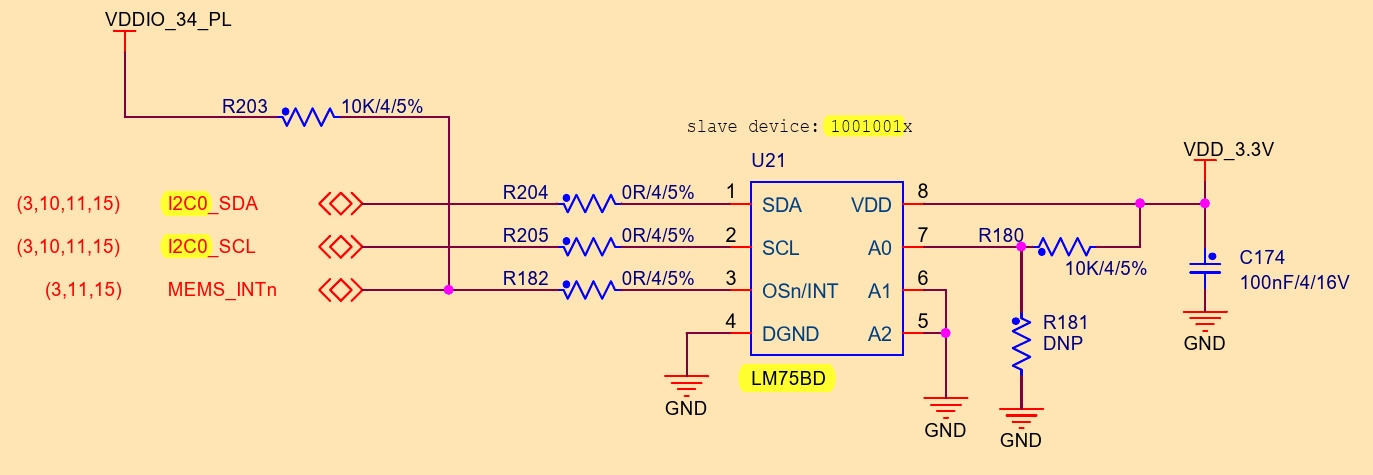 VDDIO_34_PL
R203 10K/4/5%
slave device: 1001001x
U21
VDD_3.3V
(3,10,11,15) I2C0_SDA R204 0R/4/5% 1 SDA VDD 8
(3,10,11,15) I2C0_SCL R205 0R/4/5% 2 SCL A0 7 R180
10K/4/5%
C174
100nF/4/16V
(3,11,15) MEMS_INTn R182 0R/4/5% 3 OSn/INT A1 6
4 DGND A2 5
R181
DNP
GND
LM75BD
GND
GND
GND